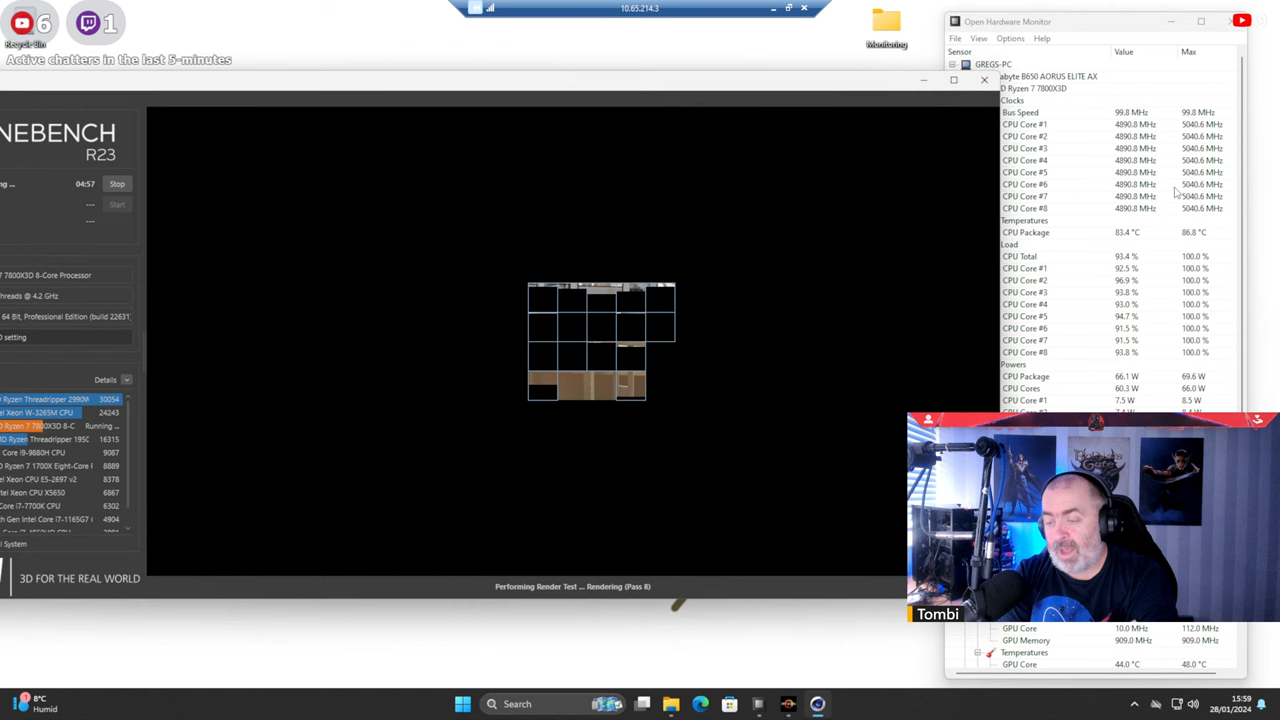 6
1
Recycle Bin
Active chatters in the last 5-minutes
10.65.214.3
Monitoring
NEBENCH
R23
ng ...
04:57
Stop
---
Start
---
7 7800X3D 8-Core Processor
hreads @ 4.2 GHz
64 Bit, Professional Edition (build 22631
D setting
Details
D Ryzen Threadripper 2990W 30054
el Xeon W-3265M CPU 24243
D Ryzen 7 7800X3D 8-C Running...
MD Ryzen Threadripper 195 16315
Core i9-9880H CPU 9087
D Ryzen 7 1700X Eight-Core 8889
el Xeon CPU E5-2697 v2 8378
el Xeon CPU X5650 6867
Core i7-7700K CPU 6302
th Gen Intel Core i7-1165G7 4904
l System
3D FOR THE REAL WORLD
Performing Render Test ... Rendering (Pass 8)
Open Hardware Monitor
File View Options Help
Sensor Value Max
GREGS-PC
abyte B650 AORUS ELITE AX
D Ryzen 7 7800X3D
Clocks
Bus Speed 99.8 MHz 99.8 MHz
CPU Core #1 4890.8 MHz 5040.6 MHz
CPU Core #2 4890.8 MHz 5040.6 MHz
CPU Core #3 4890.8 MHz 5040.6 MHz
CPU Core #4 4890.8 MHz 5040.6 MHz
CPU Core #5 4890.8 MHz 5040.6 MHz
CPU Core #6 4890.8 MHz 5040.6 MHz
CPU Core #7 4890.8 MHz 5040.6 MHz
CPU Core #8 4890.8 MHz 5040.6 MHz
Temperatures
CPU Package 83.4 °C 86.8 °C
Load
CPU Total 93.4 % 100.0 %
CPU Core #1 92.5 % 100.0 %
CPU Core #2 96.9 % 100.0 %
CPU Core #3 93.8 % 100.0 %
CPU Core #4 93.0 % 100.0 %
CPU Core #5 94.7 % 100.0 %
CPU Core #6 91.5 % 100.0 %
CPU Core #7 91.5 % 100.0 %
CPU Core #8 93.8 % 100.0 %
Powers
CPU Package 66.1 W 69.6 W
CPU Cores 60.3 W 66.0 W
CPU Core #1 7.5 W 8.5 W
Tombi
GPU Core 10.0 MHz 112.0 MHz
GPU Memory 909.0 MHz 909.0 MHz
Temperatures
GPU Core 44.0 °C 48.0 °C
1
8°C
Humid
Search
15:59
28/01/2024